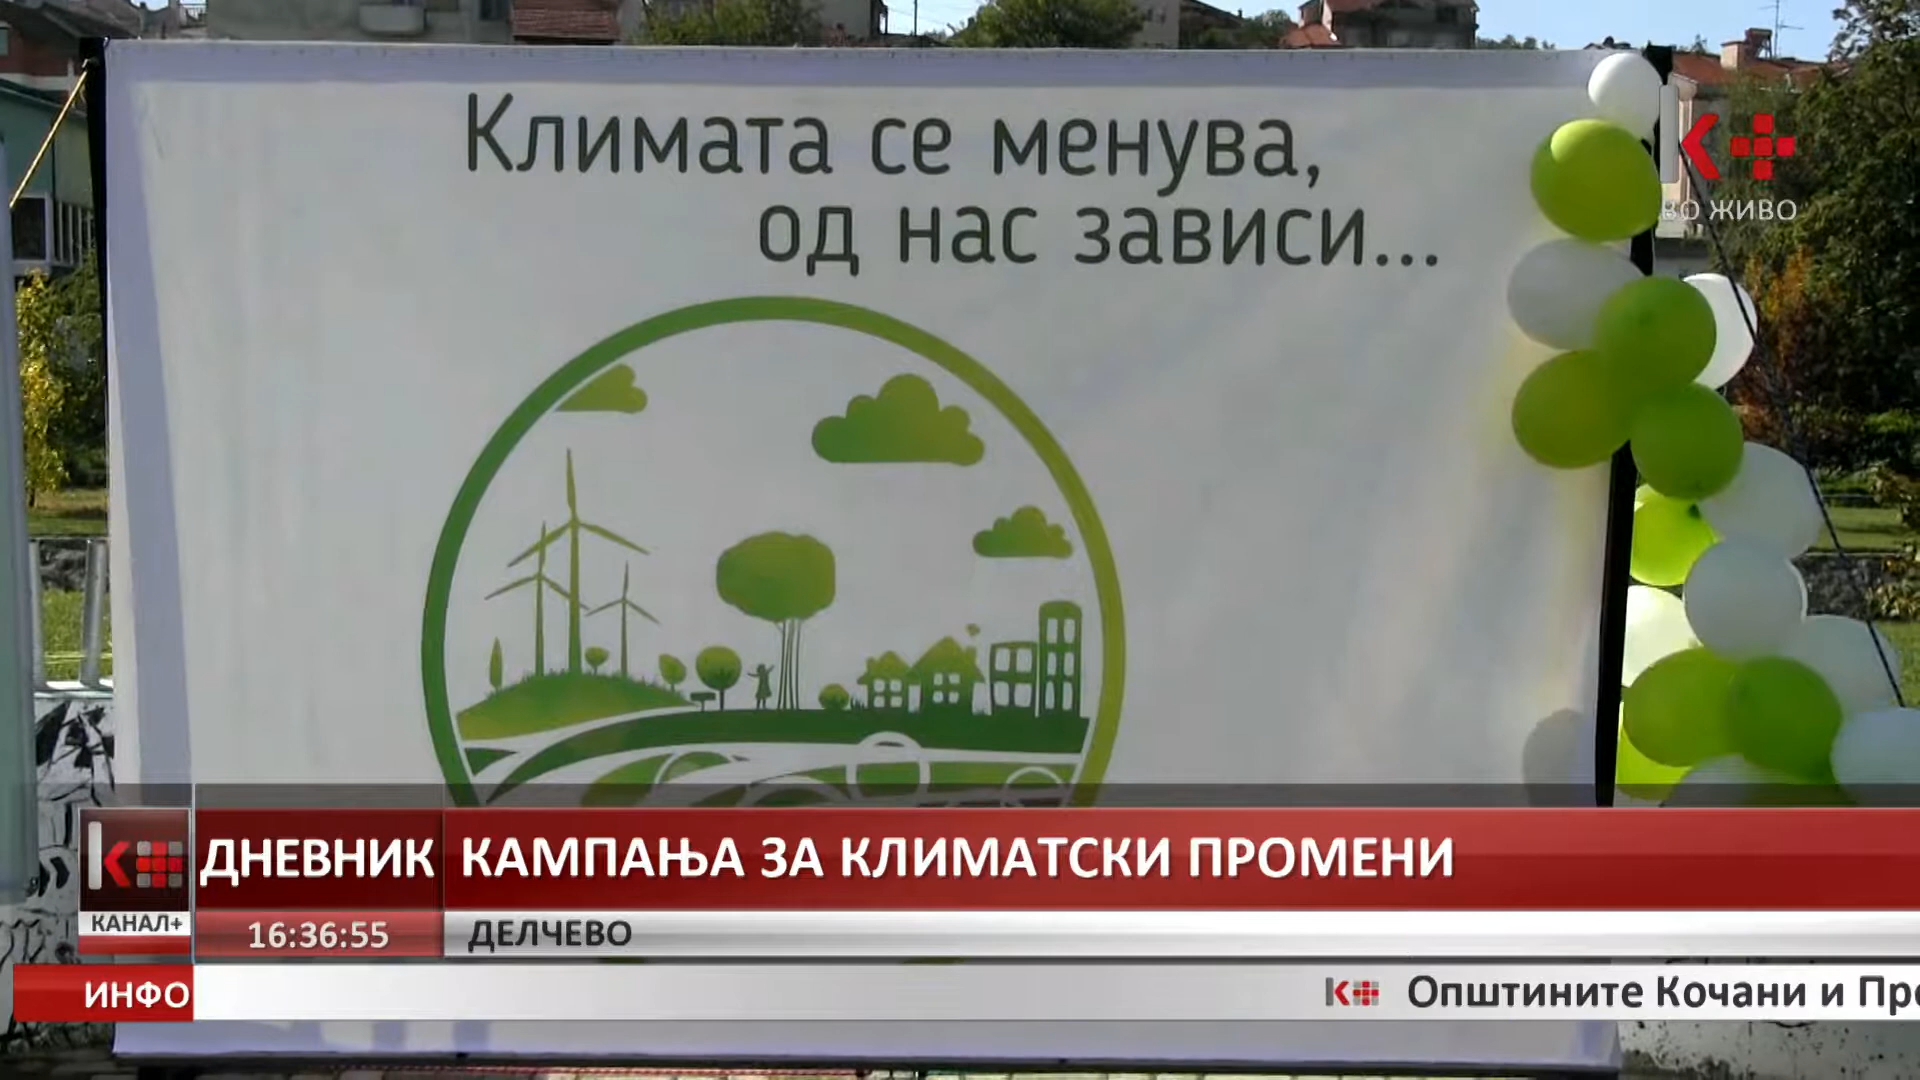 Климата се менува,
од нас зависи...
К+
ВО ЖИВО
К+
КАНАЛ+
ДНЕВНИК
КАМПАЊА ЗА КЛИМАТСКИ ПРОМЕНИ
16:36:55
ДЕЛЧЕВО
ИНФО
К+ Општините Кочани и